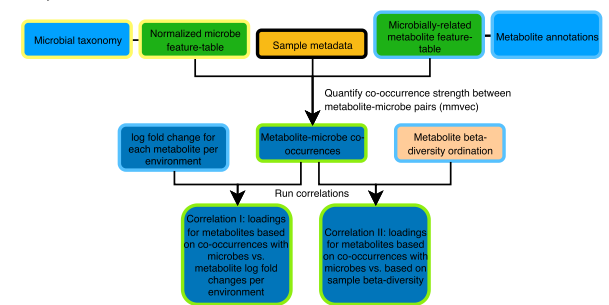 Microbial taxonomy
Normalized microbe
feature-table
Sample metadata
Microbially-related
metabolite feature-
table
Metabolite annotations
Quantify co-occurrence strength between
metabolite-microbe pairs (mmvec)
log fold change for
each metabolite per
environment
Metabolite-microbe co-
occurrences
Metabolite beta-
diversity ordination
Run correlations
Correlation I: loadings
for metabolites based
on co-occurrences with
microbes vs.
metabolite log fold
changes per
environment
Correlation II: loadings
for metabolites based
on co-occurrences with
microbes vs. based on
sample beta-diversity